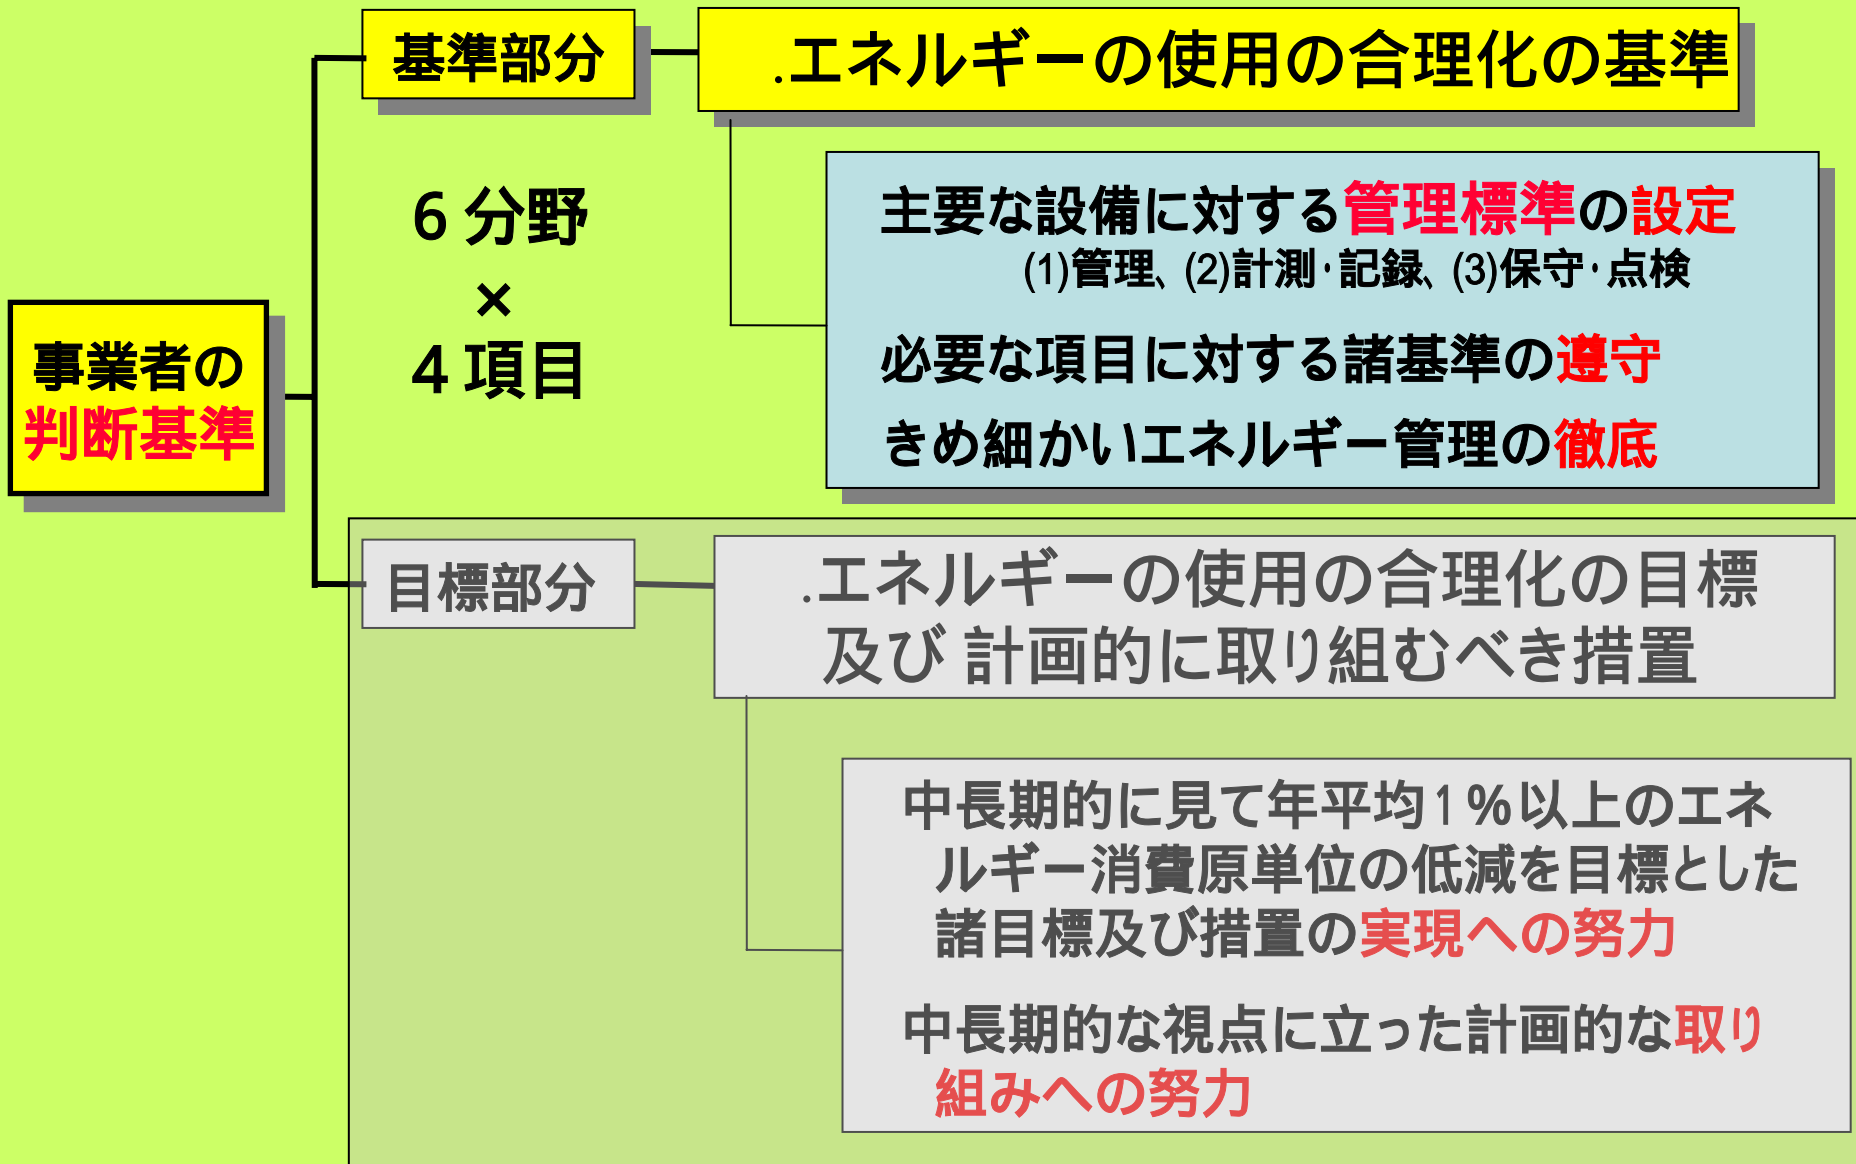 基準部分
.エネルギーの使用の合理化の基準
6分野
×
4項目
主要な設備に対する管理標準の設定
(1)管理、(2)計測・記録、(3)保守・点検
必要な項目に対する諸基準の遵守
きめ細かいエネルギー管理の徹底
事業者の
判断基準
目標部分
.エネルギーの使用の合理化の目標
及び 計画的に取り組むべき措置
中長期的に見て年平均1%以上のエネ
ルギー消費原単位の低減を目標とした
諸目標及び措置の実現への努力
中長期的な視点に立った計画的な取り
組みへの努力